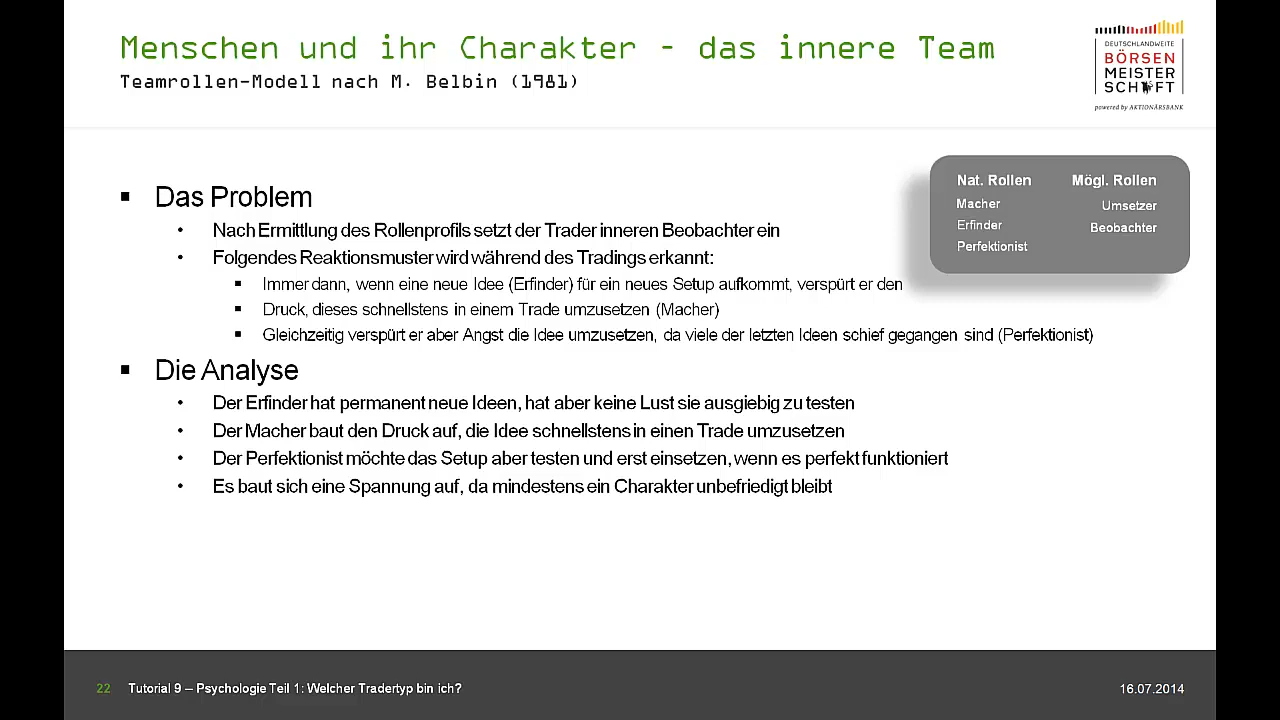 Menschen und ihr Charakter - das innere Team
Teamrollen-Modell nach M. Belbin (1981)
DEUTSCHLANDWEITE
BÖRSEN
MEISTER
SCHAFT
powered by AKTIONÄRSBANK
Nat. Rollen Mögl. Rollen
Macher Umsetzer
Erfinder Beobachter
Perfektionist
▪ Das Problem
• Nach Ermittlung des Rollenprofils setzt der Trader inneren Beobachter ein
• Folgendes Reaktionsmuster wird während des Tradings erkannt:
▪ Immer dann, wenn eine neue Idee (Erfinder) für ein neues Setup aufkommt, verspürt er den
▪ Druck, dieses schnellstens in einem Trade umzusetzen (Macher)
▪ Gleichzeitig verspürt er aber Angst die Idee umzusetzen, da viele der letzten Ideen schief gegangen sind (Perfektionist)
▪ Die Analyse
• Der Erfinder hat permanent neue Ideen, hat aber keine Lust sie ausgiebig zu testen
• Der Macher baut den Druck auf, die Idee schnellstens in einen Trade umzusetzen
• Der Perfektionist möchte das Setup aber testen und erst einsetzen, wenn es perfekt funktioniert
• Es baut sich eine Spannung auf, da mindestens ein Charakter unbefriedigt bleibt
22 Tutorial 9 – Psychologie Teil 1: Welcher Tradertyp bin ich? 16.07.2014